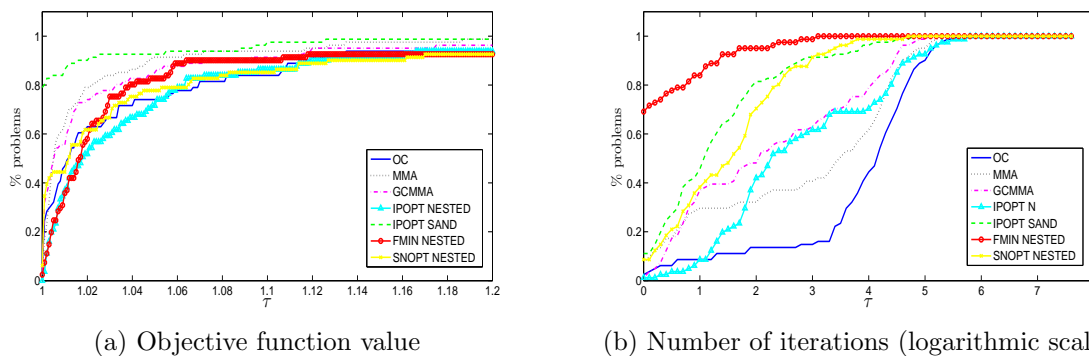 1
0.8
0.6
0.4
0.2
0
% problems
1 1.02 1.04 1.06 1.08 1.1 1.12 1.14 1.16 1.18 1.2
τ
OC
MMA
GCMMA
IPOPT NESTED
IPOPT SAND
FMIN NESTED
SNOPT NESTED
(a) Objective function value
1
0.8
0.6
0.4
0.2
0
% problems
0 1 2 3 4 5 6 7
τ
OC
MMA
GCMMA
IPOPT N
IPOPT SAND
FMIN NESTED
SNOPT NESTED
(b) Number of iterations (logarithmic scal